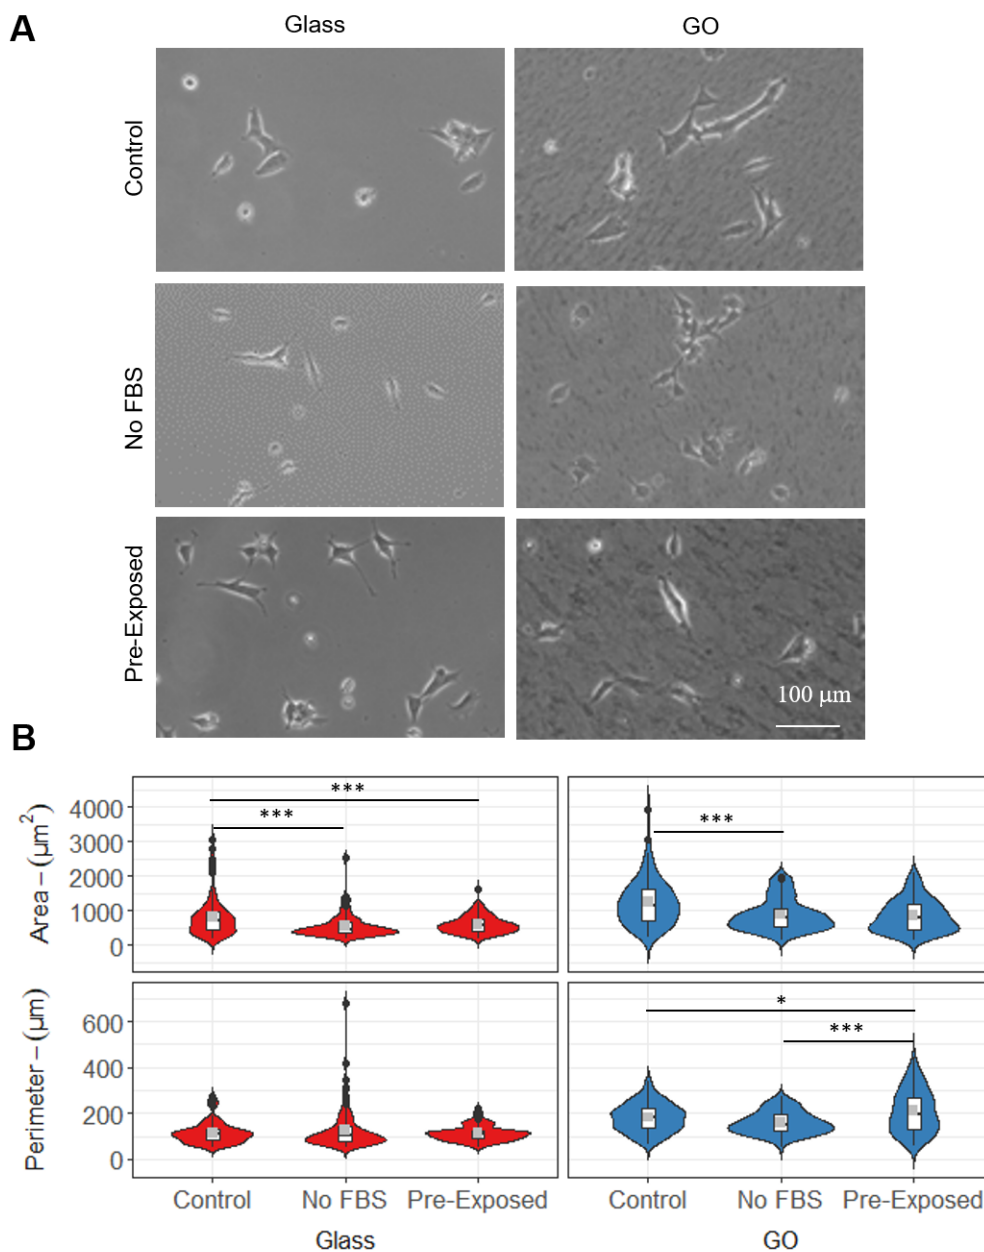 A
Glass
GO
Control
No FBS
Pre-Exposed
100 µm
B
Area – (µm²)
4000
3000
2000
1000
0
***
***
***
Perimeter – (µm)
600
400
200
0
*
***
Control
No FBS
Pre-Exposed
Control
No FBS
Pre-Exposed
Glass
GO